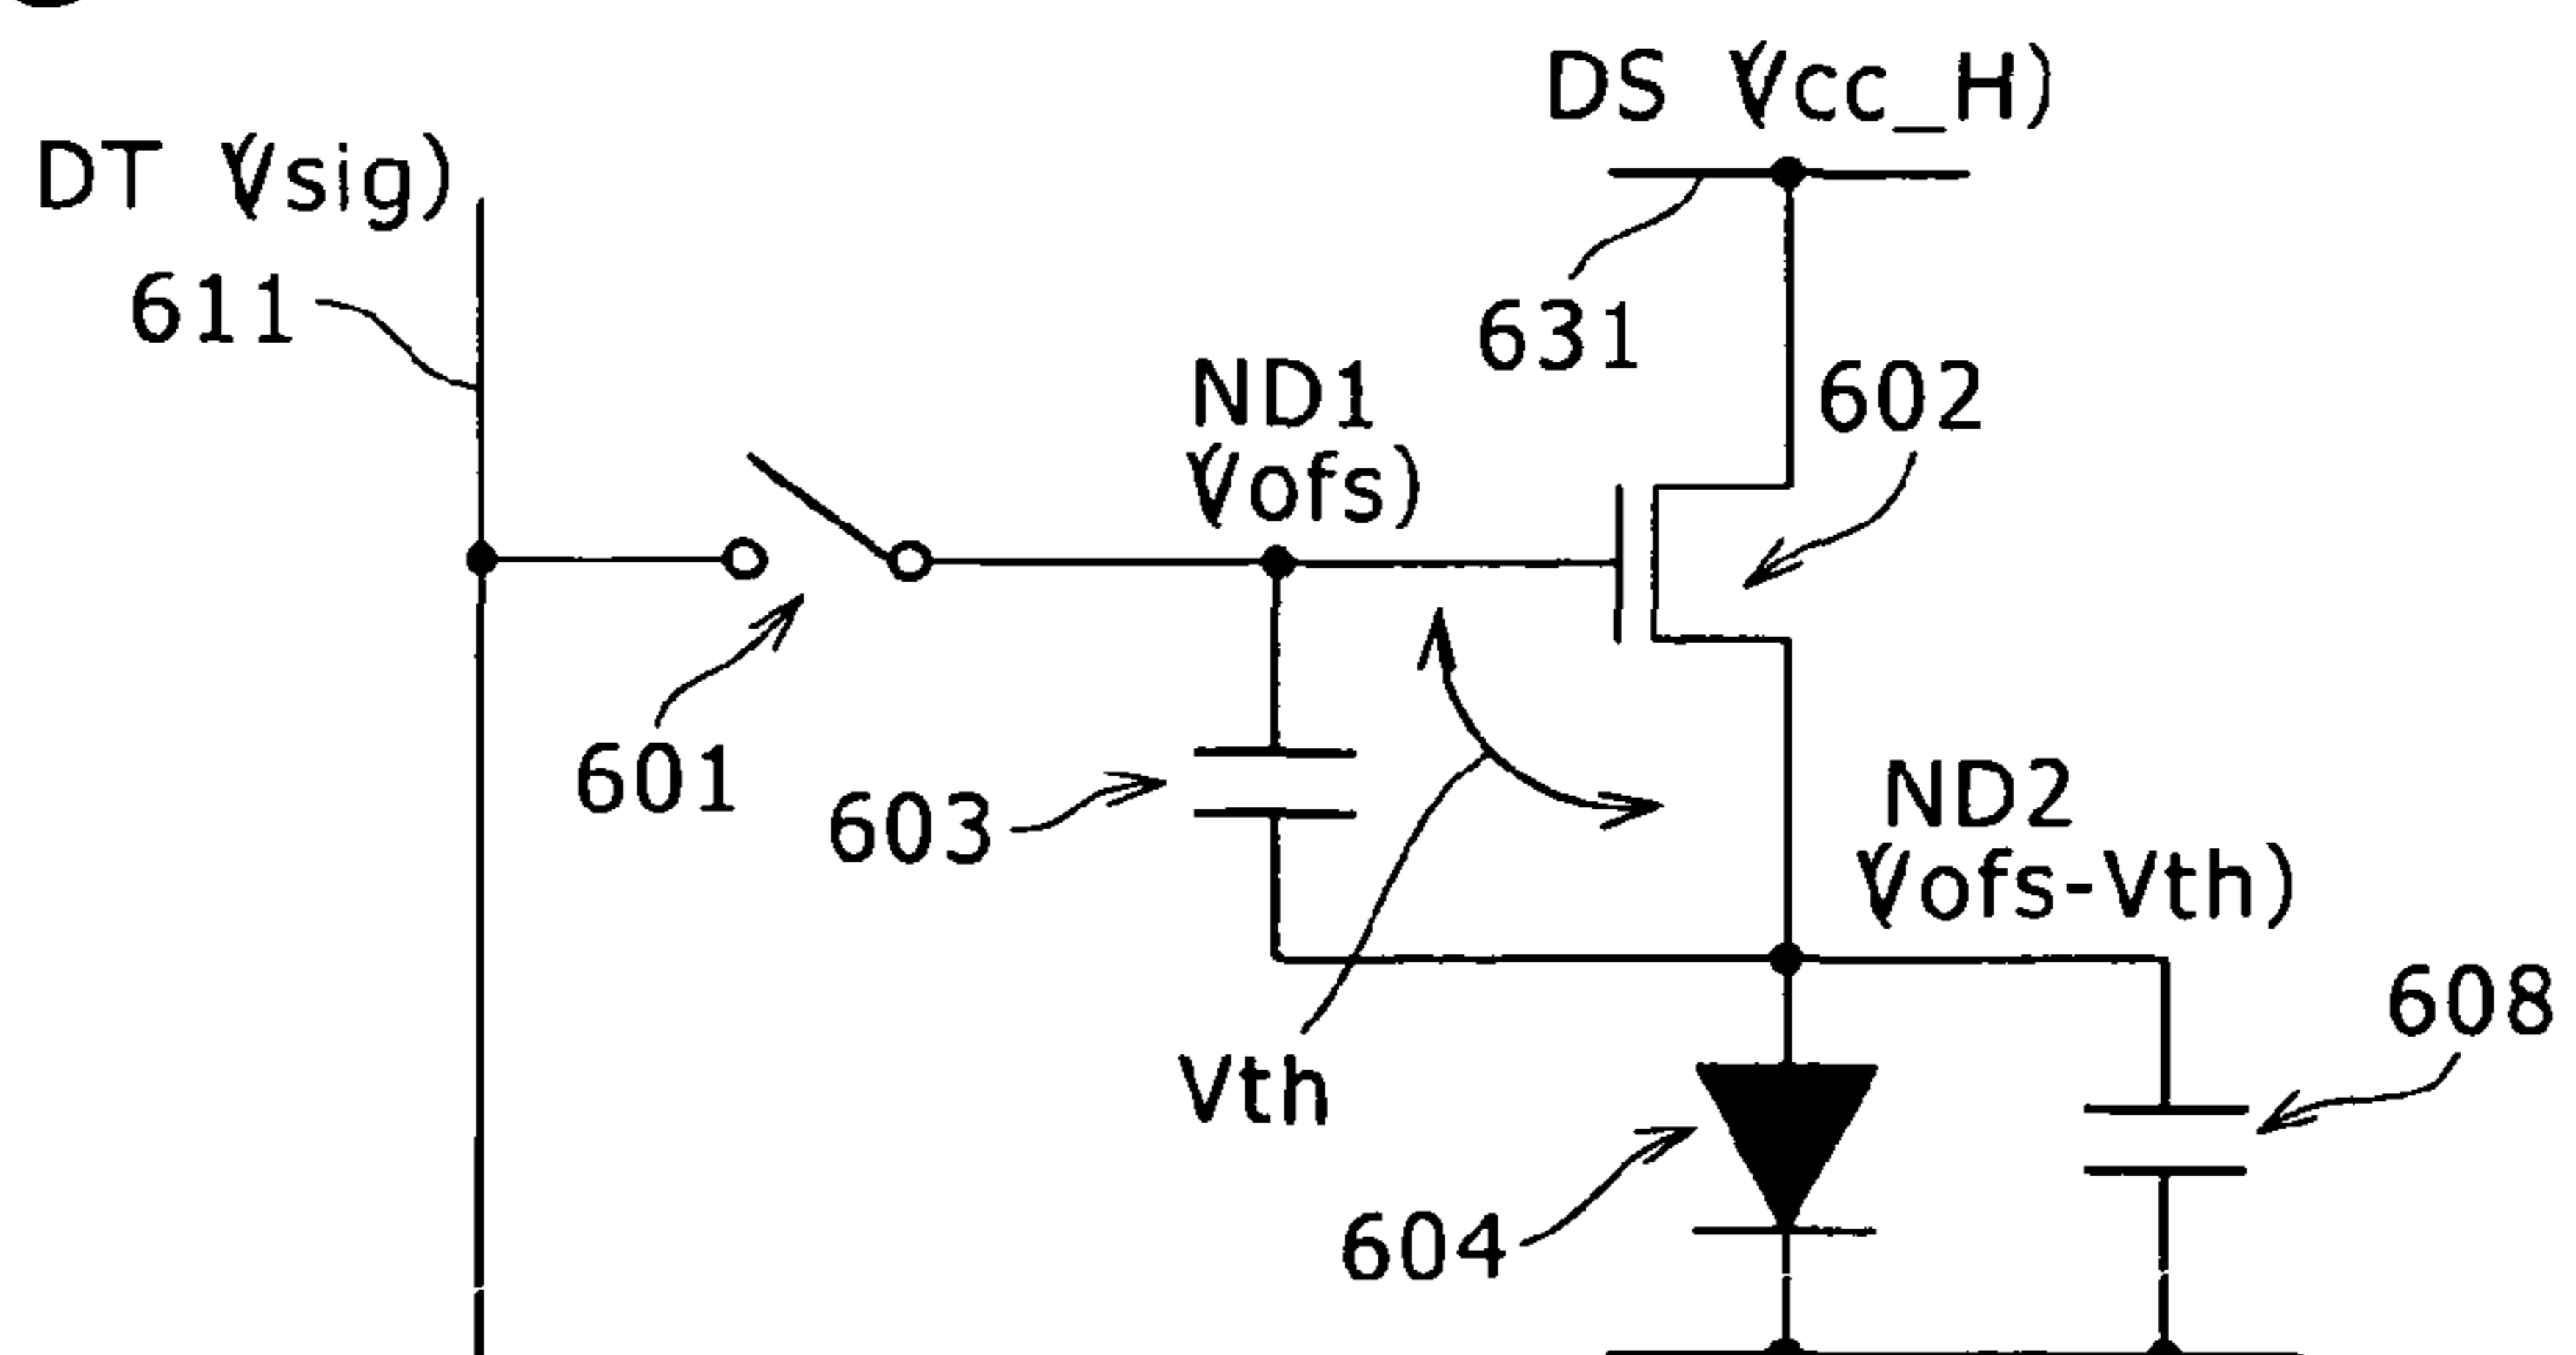 DS (Vcc_H)
DT (Vsig)
611
631
ND1
(Vofs)
602
601
603
ND2
(Vofs-Vth)
608
Vth
604